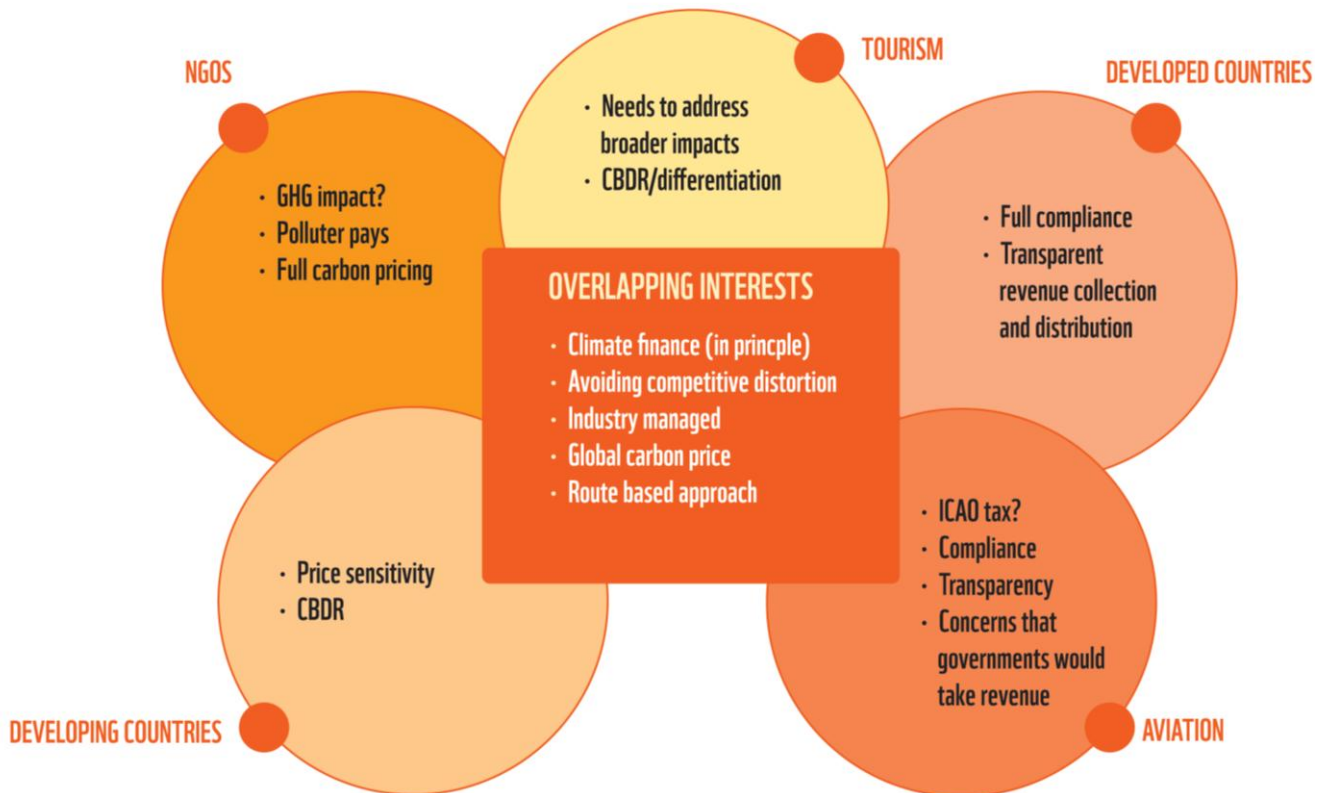 NGOS
· GHG impact?
· Polluter pays
· Full carbon pricing
TOURISM
· Needs to address
broader impacts
· CBDR/differentiation
DEVELOPED COUNTRIES
· Full compliance
· Transparent
revenue collection
and distribution
OVERLAPPING INTERESTS
· Climate finance (in princple)
· Avoiding competitive distortion
· Industry managed
· Global carbon price
· Route based approach
· Price sensitivity
· CBDR
DEVELOPING COUNTRIES
· ICAO tax?
· Compliance
· Transparency
· Concerns that
governments would
take revenue
AVIATION